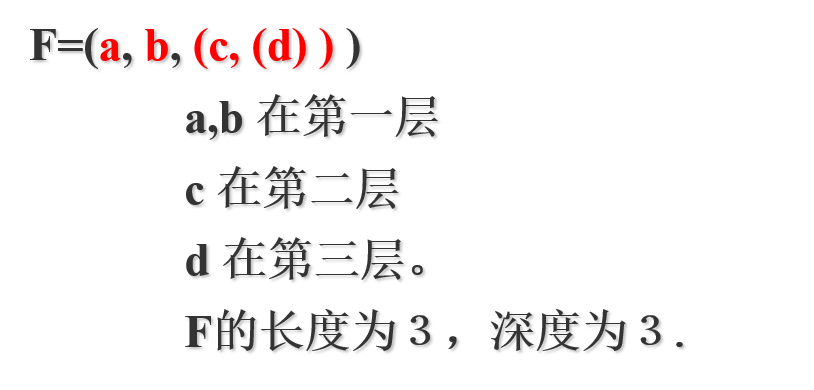 F=(a, b, (c, (d) ) )
a,b 在第一层
c 在第二层
d 在第三层。
F的长度为３，深度为３.